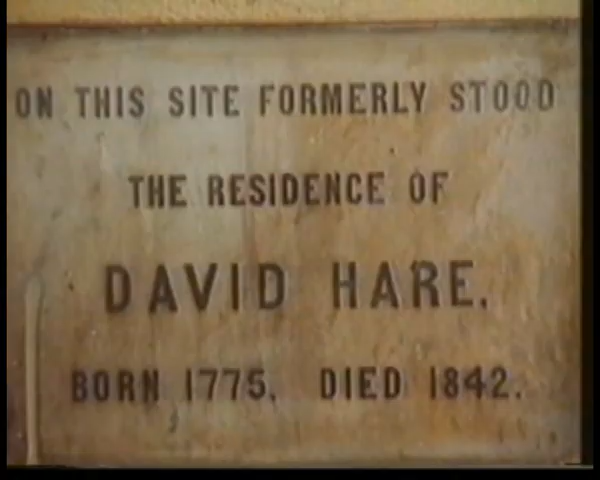 ON THIS SITE FORMERLY STOOD
THE RESIDENCE OF
DAVID HARE.
BORN 1775. DIED 1842.